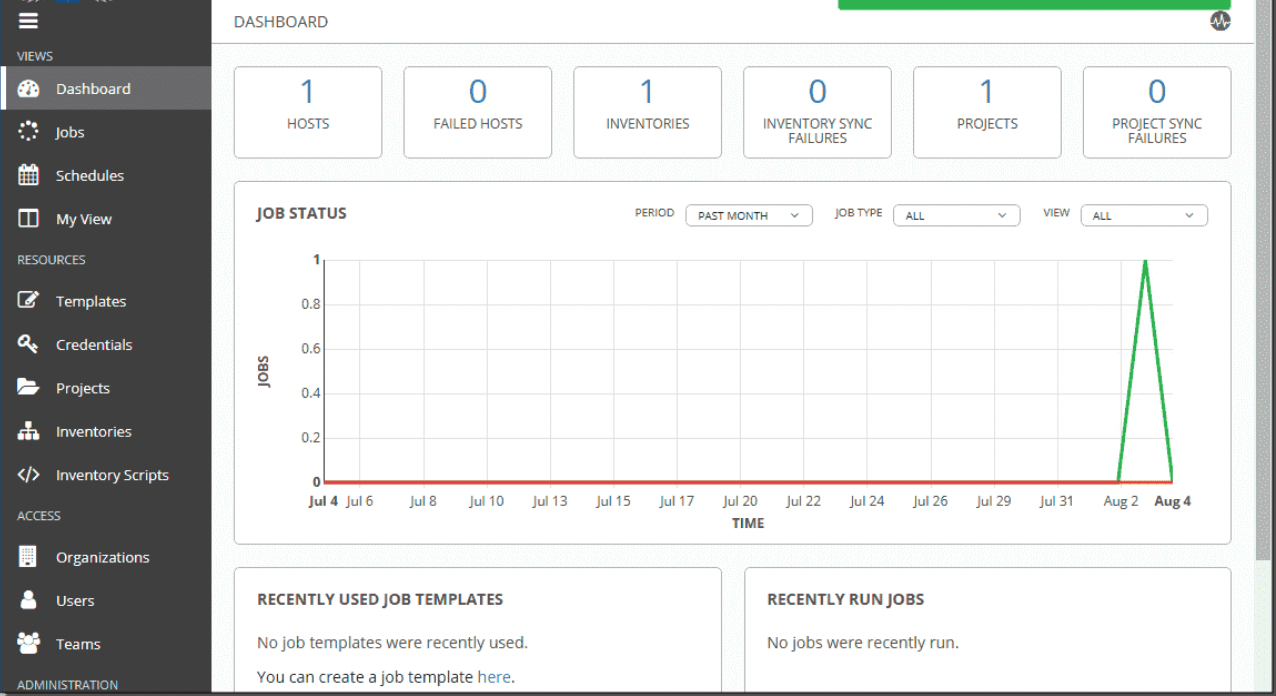 DASHBOARD
VIEWS
Dashboard
Jobs
Schedules
My View
RESOURCES
Templates
Credentials
Projects
Inventories
Inventory Scripts
ACCESS
Organizations
Users
Teams
ADMINISTRATION
1
HOSTS
0
FAILED HOSTS
1
INVENTORIES
0
INVENTORY SYNC
FAILURES
1
PROJECTS
0
PROJECT SYNC
FAILURES
JOB STATUS
PERIOD PAST MONTH JOB TYPE ALL VIEW ALL
1
0.8
0.6
0.4
0.2
0
JOBS
Jul 4 Jul 6 Jul 8 Jul 10 Jul 13 Jul 15 Jul 17 Jul 20 Jul 22 Jul 24 Jul 26 Jul 29 Jul 31 Aug 2 Aug 4
TIME
RECENTLY USED JOB TEMPLATES
No job templates were recently used.
You can create a job template here.
RECENTLY RUN JOBS
No jobs were recently run.